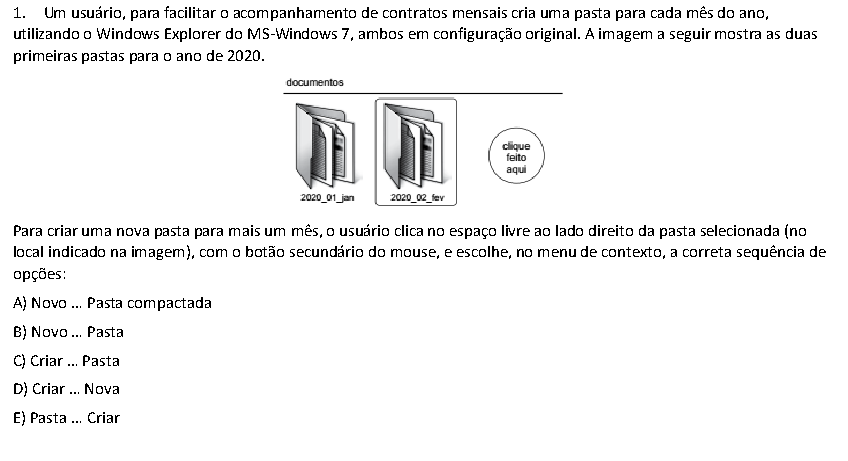 1. Um usuário, para facilitar o acompanhamento de contratos mensais cria uma pasta para cada mês do ano,
utilizando o Windows Explorer do MS-Windows 7, ambos em configuração original. A imagem a seguir mostra as duas
primeiras pastas para o ano de 2020.
documentos
2020_01_jan
2020_02_fev
clique
feito
aqui
Para criar uma nova pasta para mais um mês, o usuário clica no espaço livre ao lado direito da pasta selecionada (no
local indicado na imagem), com o botão secundário do mouse, e escolhe, no menu de contexto, a correta sequência de
opções:
A) Novo ... Pasta compactada
B) Novo ... Pasta
C) Criar ... Pasta
D) Criar ... Nova
E) Pasta ... Criar